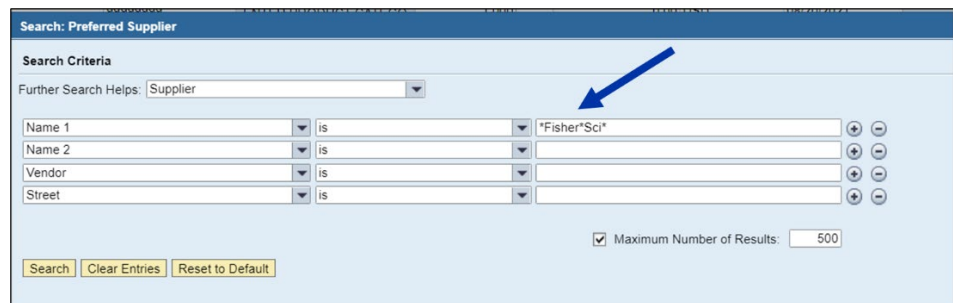 Search: Preferred Supplier
Search Criteria
Further Search Helps: Supplier
Name 1 is *Fisher*Sci*
Name 2 is
Vendor is
Street is
Maximum Number of Results: 500
Search Clear Entries Reset to Default